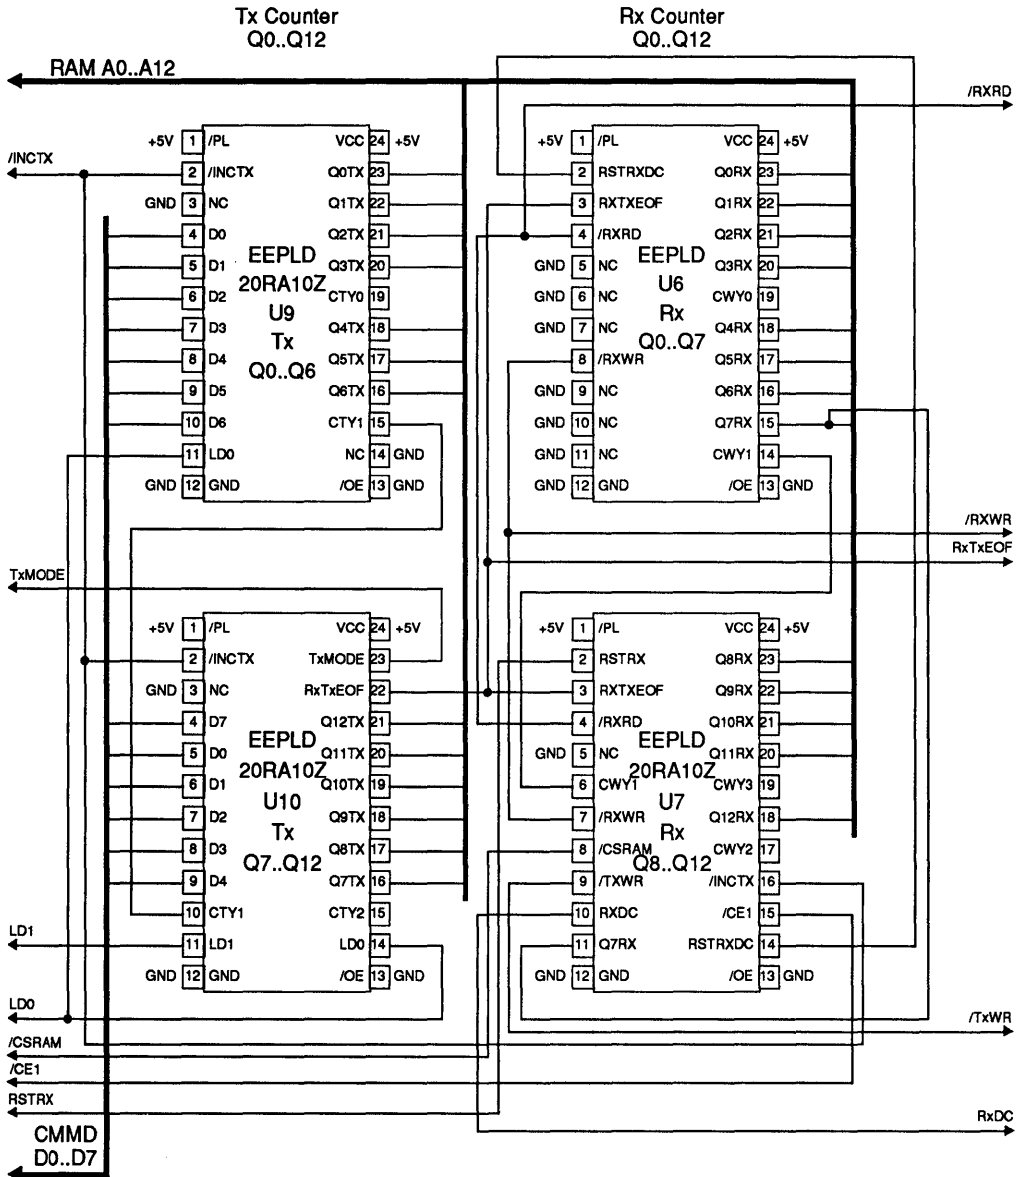 Tx Counter
Q0..Q12
Rx Counter
Q0..Q12
RAM A0..A12
/RXRD
/INCTX
+5V 1 /PL VCC 24 +5V
2 /INCTX Q0TX 23
GND 3 NC Q1TX 22
4 D0 Q2TX 21
5 D1 Q3TX 20
6 D2 CTY0 19
7 D3 Q4TX 18
8 D4 Q5TX 17
9 D5 Q6TX 16
10 D6 CTY1 15
11 LD0 NC 14 GND
GND 12 GND /OE 13 GND
EEPLD
20RA10Z
U9
Tx
Q0..Q6
+5V 1 /PL VCC 24 +5V
2 RSTRXDC Q0RX 23
3 RXTXEOF Q1RX 22
4 /RXRD Q2RX 21
GND 5 NC Q3RX 20
GND 6 NC CWY0 19
GND 7 NC Q4RX 18
8 /RXWR Q5RX 17
GND 9 NC Q6RX 16
GND 10 NC Q7RX 15
GND 11 NC CWY1 14
GND 12 GND /OE 13 GND
EEPLD
U6
Rx
Q0..Q7
/RXWR
RxTxEOF
TxMODE
+5V 1 /PL VCC 24 +5V
2 /INCTX TxMODE 23
GND 3 NC RxTxEOF 22
4 D7 Q12TX 21
5 D0 Q11TX 20
6 D1 Q10TX 19
7 D2 Q9TX 18
8 D3 Q8TX 17
9 D4 Q7TX 16
10 CTY1 CTY2 15
11 LD1 LD0 14
GND 12 GND /OE 13 GND
EEPLD
20RA10Z
U10
Tx
Q7..Q12
+5V 1 /PL VCC 24 +5V
2 RSTRX Q8RX 23
3 RXTXEOF Q9RX 22
4 /RXRD Q10RX 21
GND 5 NC Q11RX 20
6 CWY1 CWY3 19
7 /RXWR Q12RX 18
8 /CSRAM CWY2 17
9 /TXWR /INCTX 16
10 RXDC /CE1 15
11 Q7RX RSTRXDC 14
GND 12 GND /OE 13 GND
EEPLD
20RA10Z
U7
Rx
Q8..Q12
LD1
LD0
/TxWR
/CSRAM
/CE1
RSTRX
RxDC
CMMD
D0..D7